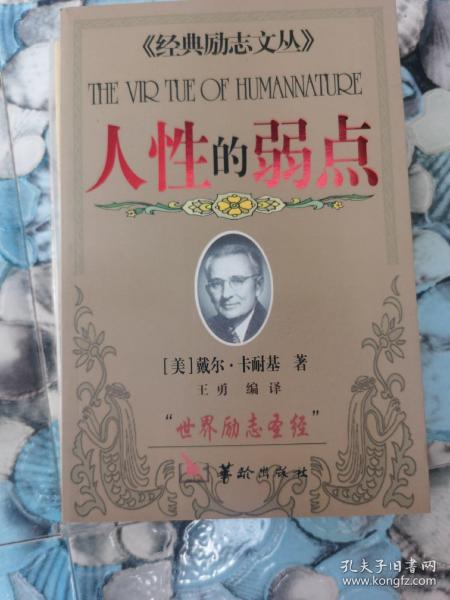 《经典励志文丛》
THE VIR TUE OF HUMANNATURE
人性的弱点
［美］戴尔·卡耐基 著
王勇 编译
“世界励志圣经”
华龄出版社
孔夫子旧书网
www.kongfz.com